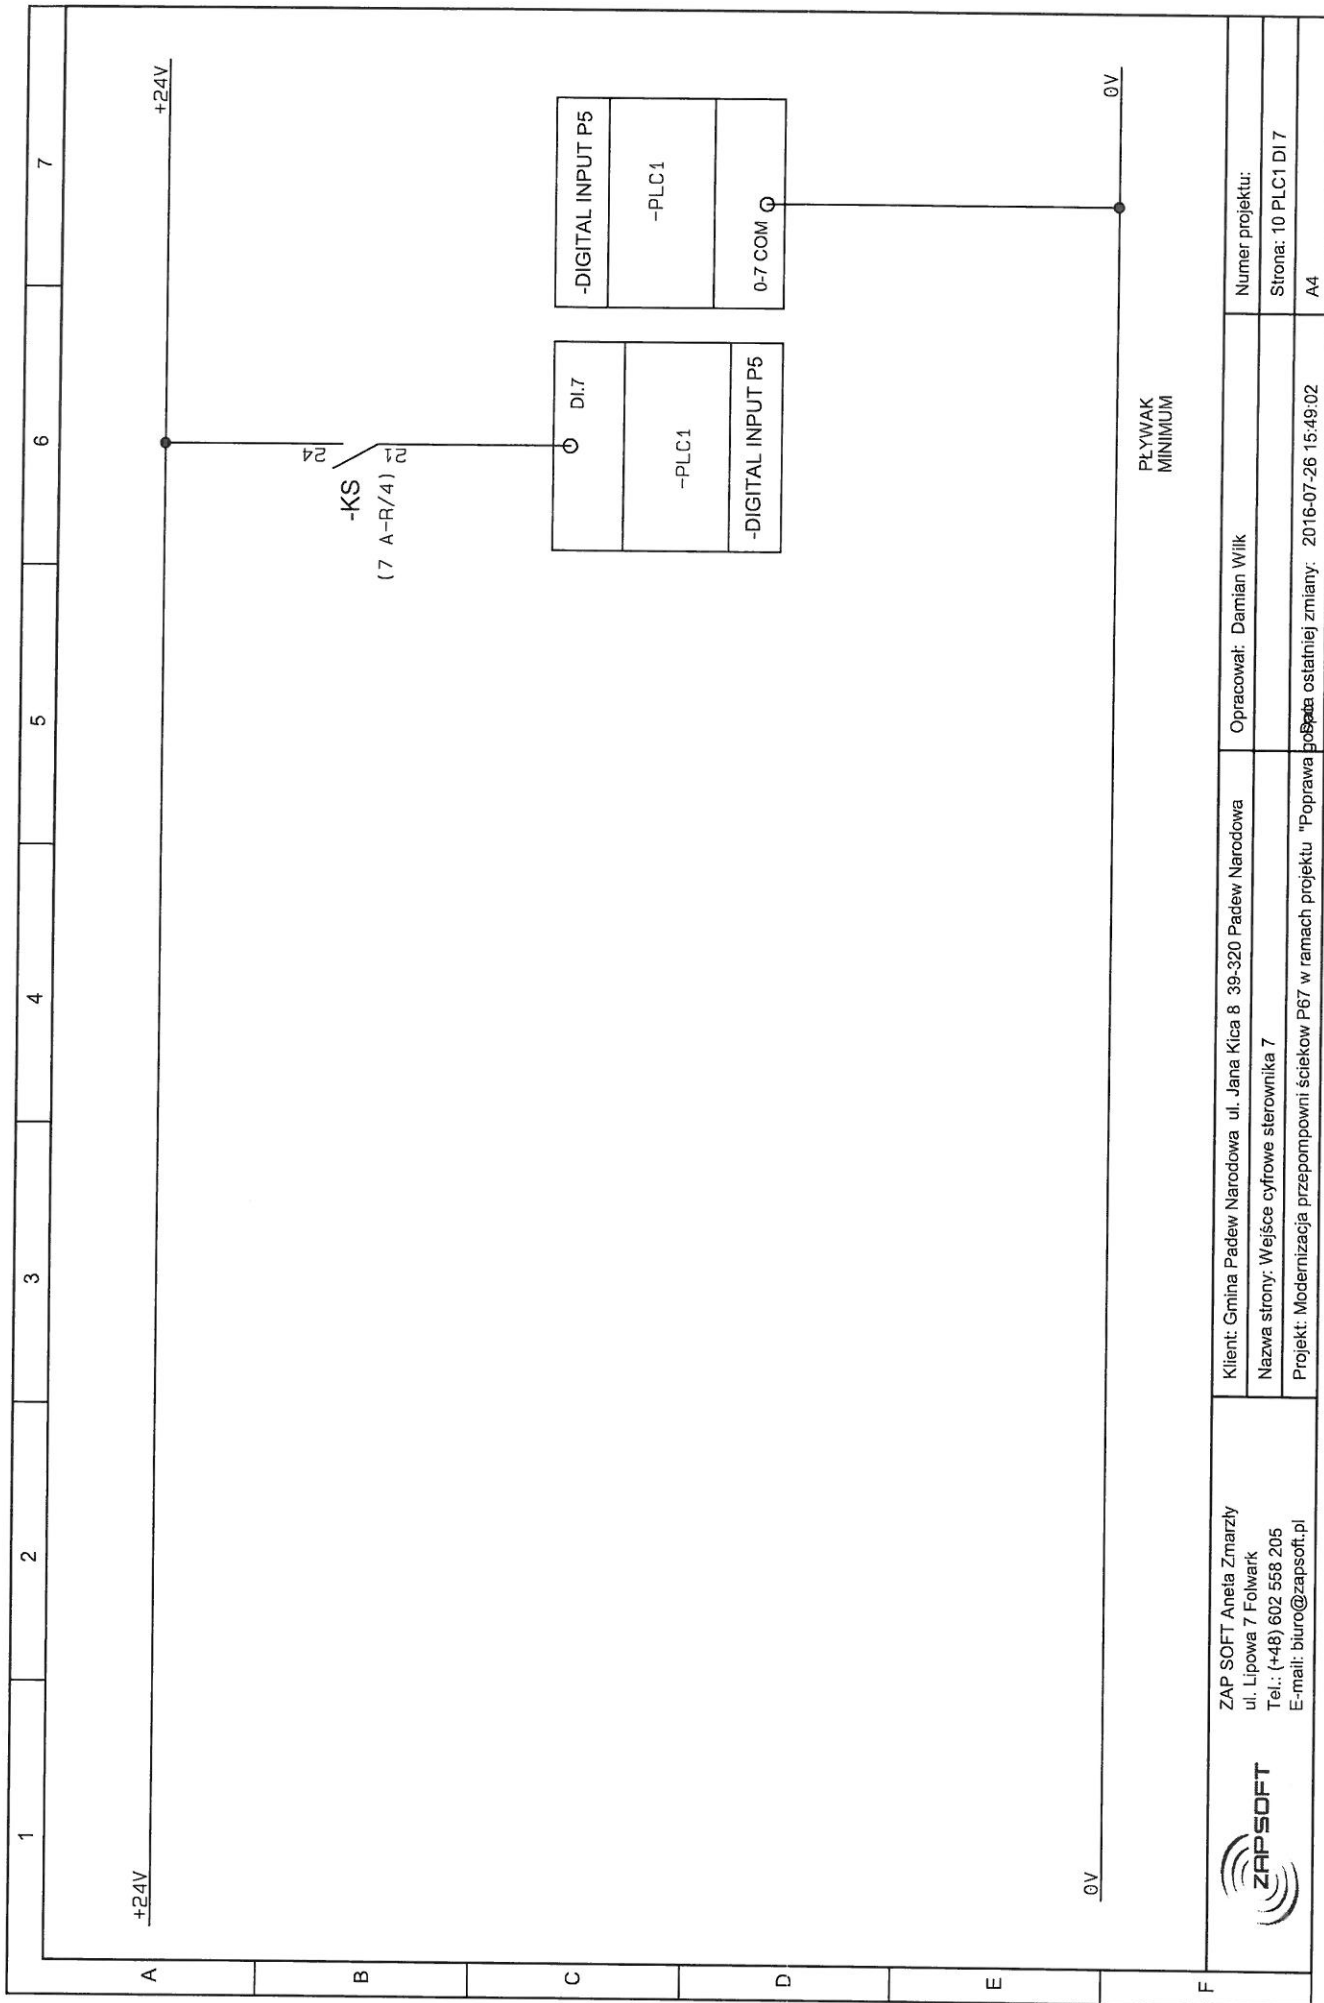 1 2 3 4 5 6 7
A
B
C
D
E
F
+24V
+24V
24
-KS
21
(7 A-R/4)
DI.7
-PLC1
-DIGITAL INPUT P5
-DIGITAL INPUT P5
-PLC1
0-7 COM
0V
0V
PŁYWAK
MINIMUM
ZAPSOFT
ZAP SOFT Aneta Zmarzły
ul. Lipowa 7 Folwark
Tel.: (+48) 602 558 205
E-mail: biuro@zapsoft.pl
Klient: Gmina Padew Narodowa ul. Jana Kica 8 39-320 Padew Narodowa
Opracował: Damian Wilk
Numer projektu:
Nazwa strony: Wejśce cyfrowe sterownika 7
Strona: 10 PLC1 DI 7
Projekt: Modernizacja przepompowni ściekow P67 w ramach projektu "Poprawa
ostatniej zmiany: 2016-07-26 15:49:02
A4